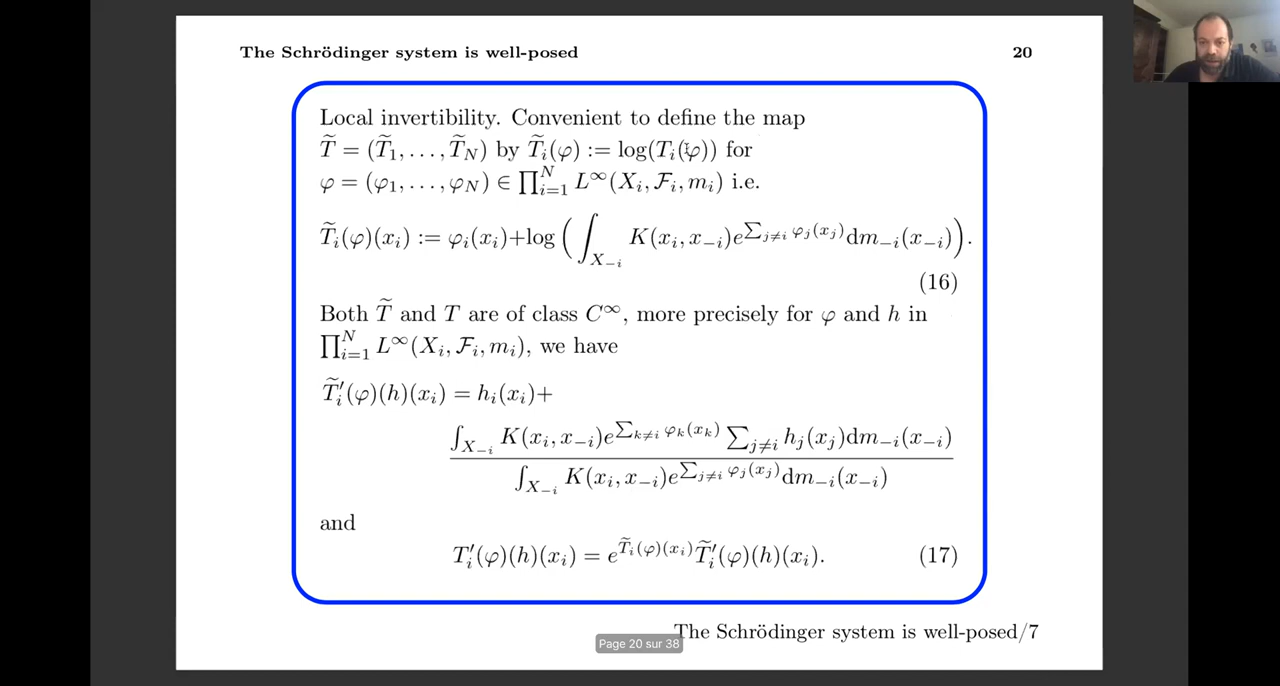 The Schrödinger system is well-posed 20
Local invertibility. Convenient to define the map
T̃ = (T̃₁, . . . , T̃_N) by T̃ᵢ(φ) := log(Tᵢ(φ)) for
φ = (φ₁, . . . , φ_N) ∈ ∏ᵢ₌₁ᴺ L^∞(Xᵢ, ℱᵢ, mᵢ) i.e.
T̃ᵢ(φ)(xᵢ) := φᵢ(xᵢ)+log ( ∫_{X₋ᵢ} K(xᵢ, x₋ᵢ)e^{∑_{j≠i} φⱼ(xⱼ)}dm₋ᵢ(x₋ᵢ) ).
(16)
Both T̃ and T are of class C^∞, more precisely for φ and h in
∏ᵢ₌₁ᴺ L^∞(Xᵢ, ℱᵢ, mᵢ), we have
T̃ᵢ′(φ)(h)(xᵢ) = hᵢ(xᵢ)+
∫_{X₋ᵢ} K(xᵢ, x₋ᵢ)e^{∑_{k≠i} φₖ(xₖ)} ∑_{j≠i} hⱼ(xⱼ)dm₋ᵢ(x₋ᵢ)
∫_{X₋ᵢ} K(xᵢ, x₋ᵢ)e^{∑_{j≠i} φⱼ(xⱼ)}dm₋ᵢ(x₋ᵢ)
and
Tᵢ′(φ)(h)(xᵢ) = e^{T̃ᵢ(φ)(xᵢ)}T̃ᵢ′(φ)(h)(xᵢ). (17)
The Schrödinger system is well-posed/7
Page 20 sur 38